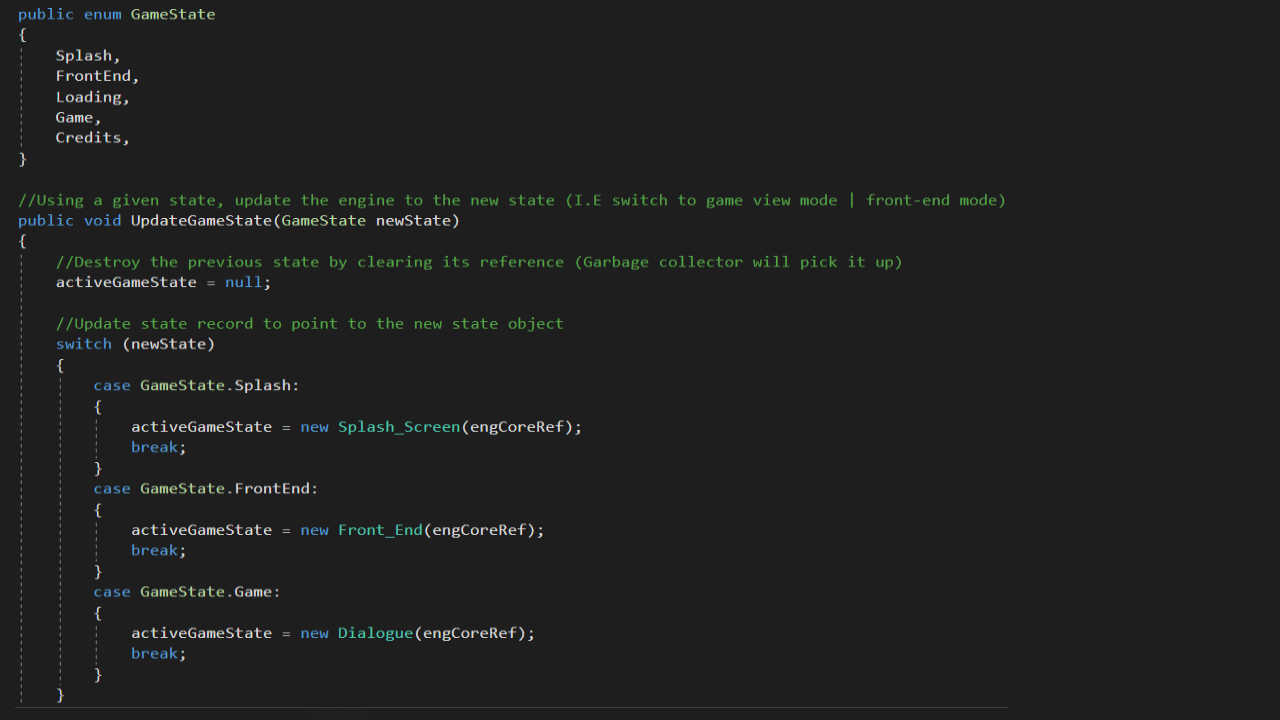 public enum GameState
{
Splash,
FrontEnd,
Loading,
Game,
Credits,
}
//Using a given state, update the engine to the new state (I.E switch to game view mode | front-end mode)
public void UpdateGameState(GameState newState)
{
//Destroy the previous state by clearing its reference (Garbage collector will pick it up)
activeGameState = null;
//Update state record to point to the new state object
switch (newState)
{
case GameState.Splash:
{
activeGameState = new Splash_Screen(engCoreRef);
break;
}
case GameState.FrontEnd:
{
activeGameState = new Front_End(engCoreRef);
break;
}
case GameState.Game:
{
activeGameState = new Dialogue(engCoreRef);
break;
}
}